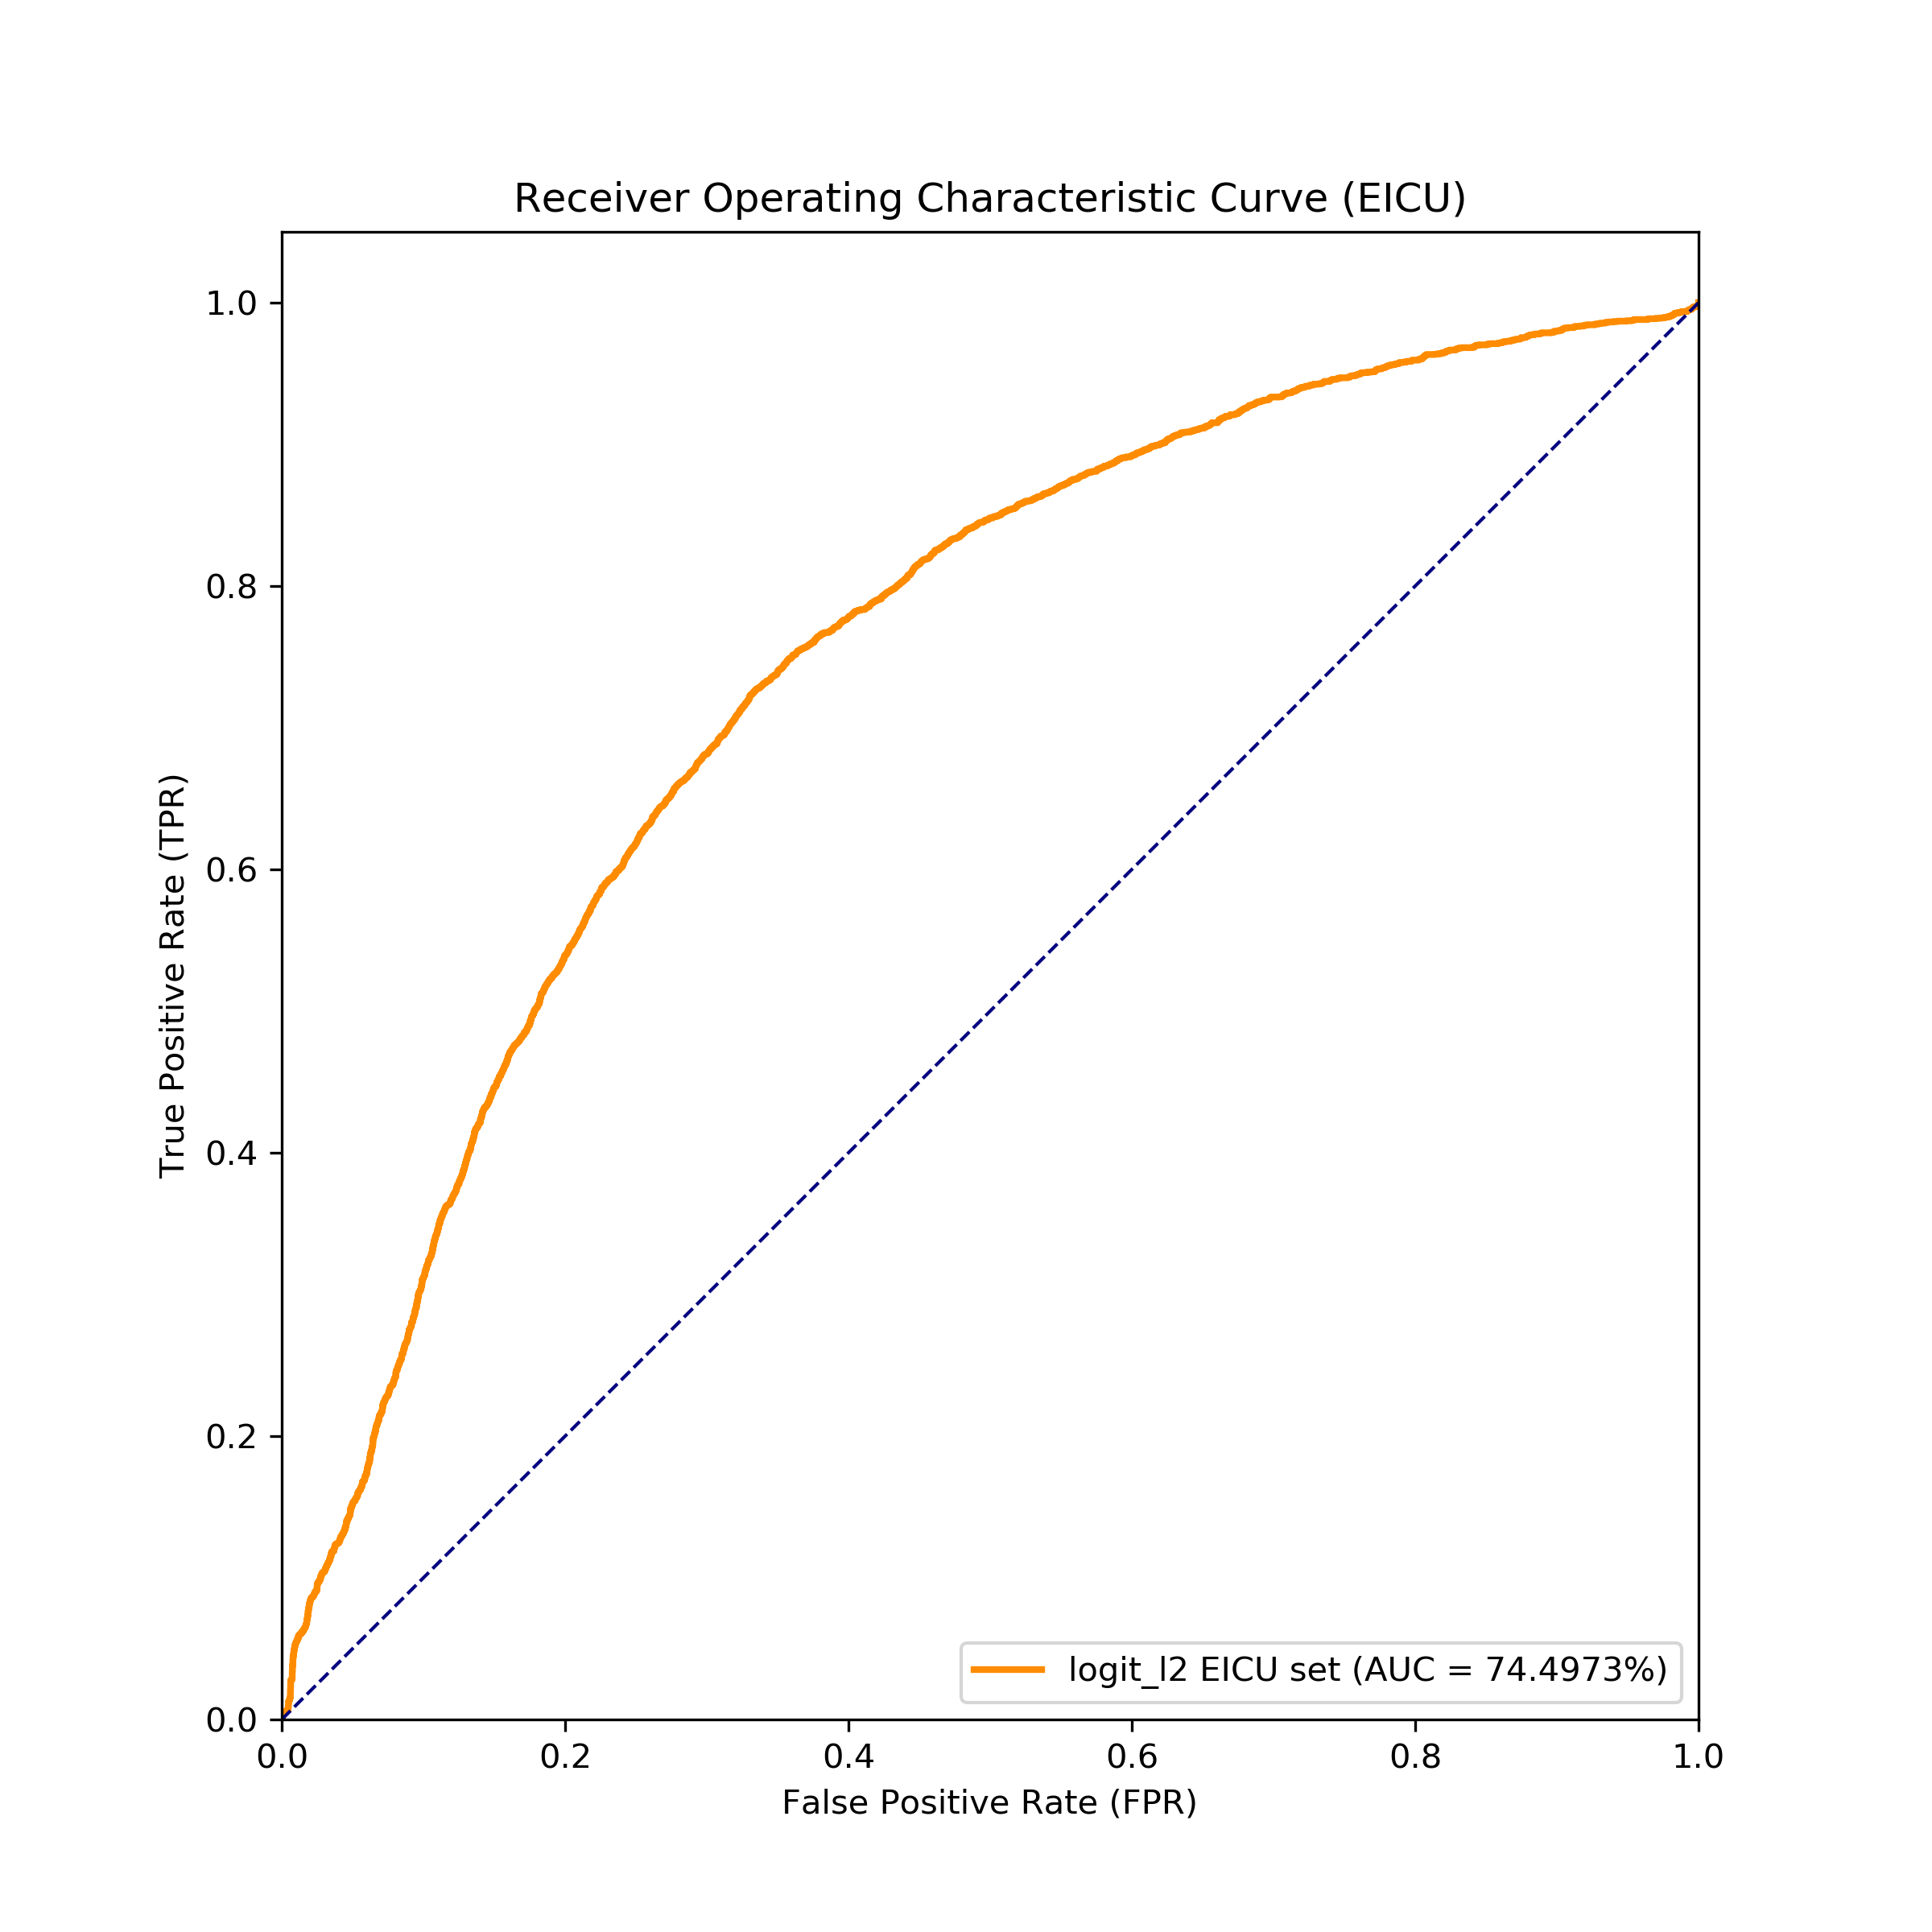 Receiver Operating Characteristic Curve (EICU)
1.0
0.8
0.6
0.4
0.2
0.0
True Positive Rate (TPR)
logit_l2 EICU set (AUC = 74.4973%)
0.0 0.2 0.4 0.6 0.8 1.0
False Positive Rate (FPR)